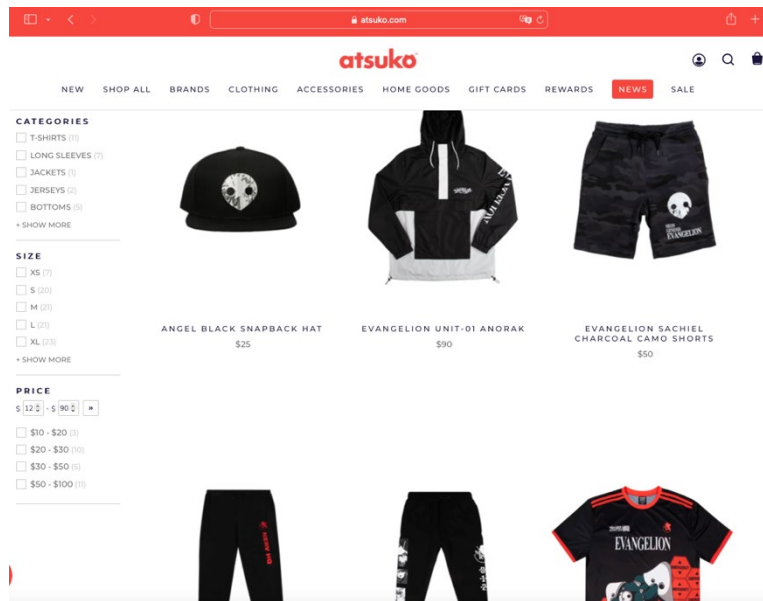 atsuko.com
atsuko
NEW SHOP ALL BRANDS CLOTHING ACCESSORIES HOME GOODS GIFT CARDS REWARDS NEWS SALE
CATEGORIES
T-SHIRTS (11)
LONG SLEEVES (7)
JACKETS (1)
JERSEYS (2)
BOTTOMS (5)
+ SHOW MORE
SIZE
XS (7)
S (20)
M (21)
L (21)
XL (23)
+ SHOW MORE
PRICE
$ 12 - $ 90 »
$10 - $20 (3)
$20 - $30 (10)
$30 - $50 (5)
$50 - $100 (11)
EVANGELION
ANGEL BLACK SNAPBACK HAT
$25
EVANGELION UNIT-01 ANORAK
$90
EVANGELION SACHIEL
CHARCOAL CAMO SHORTS
$50
EVANGELION